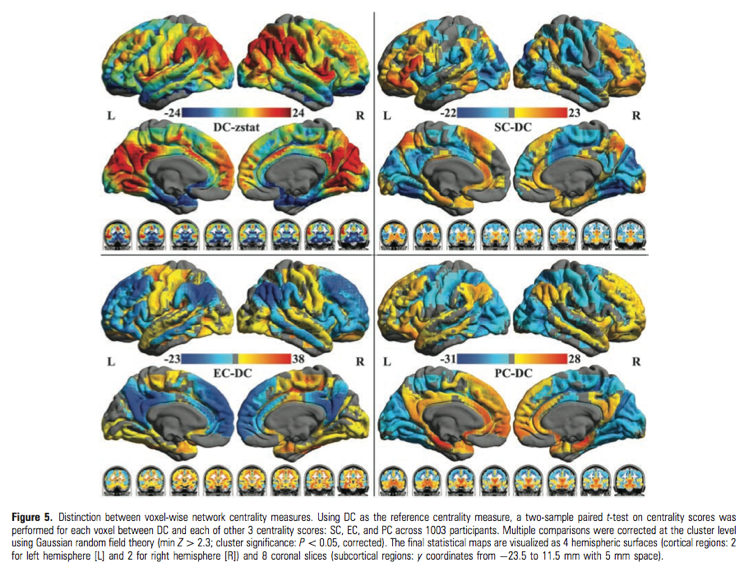 L
-24
24
R
DC-zstat
L
-22
23
R
SC-DC
L
-23
38
R
EC-DC
L
-31
28
R
PC-DC
Figure 5. Distinction between voxel-wise network centrality measures. Using DC as the reference centrality measure, a two-sample paired t-test on centrality scores was
performed for each voxel between DC and each of other 3 centrality scores: SC, EC, and PC across 1003 participants. Multiple comparisons were corrected at the cluster level
using Gaussian random field theory (min Z > 2.3; cluster significance: P < 0.05, corrected). The final statistical maps are visualized as 4 hemispheric surfaces (cortical regions: 2
for left hemisphere [L] and 2 for right hemisphere [R]) and 8 coronal slices (subcortical regions: y coordinates from −23.5 to 11.5 mm with 5 mm space).